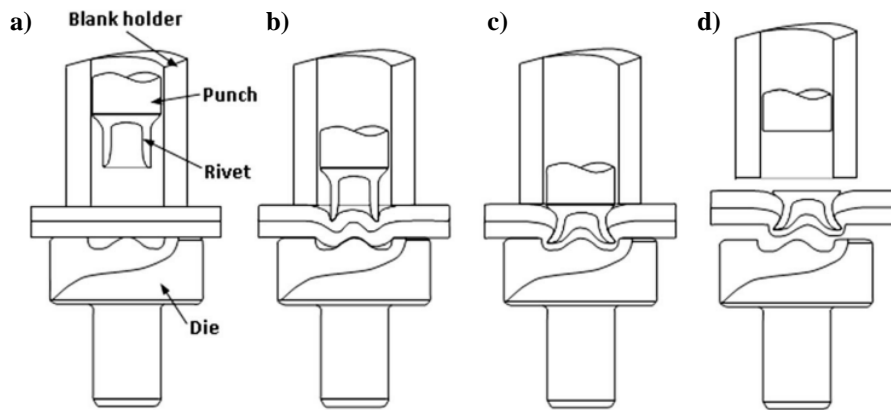 a)
Blank holder
b)
c)
d)
Punch
Rivet
Die